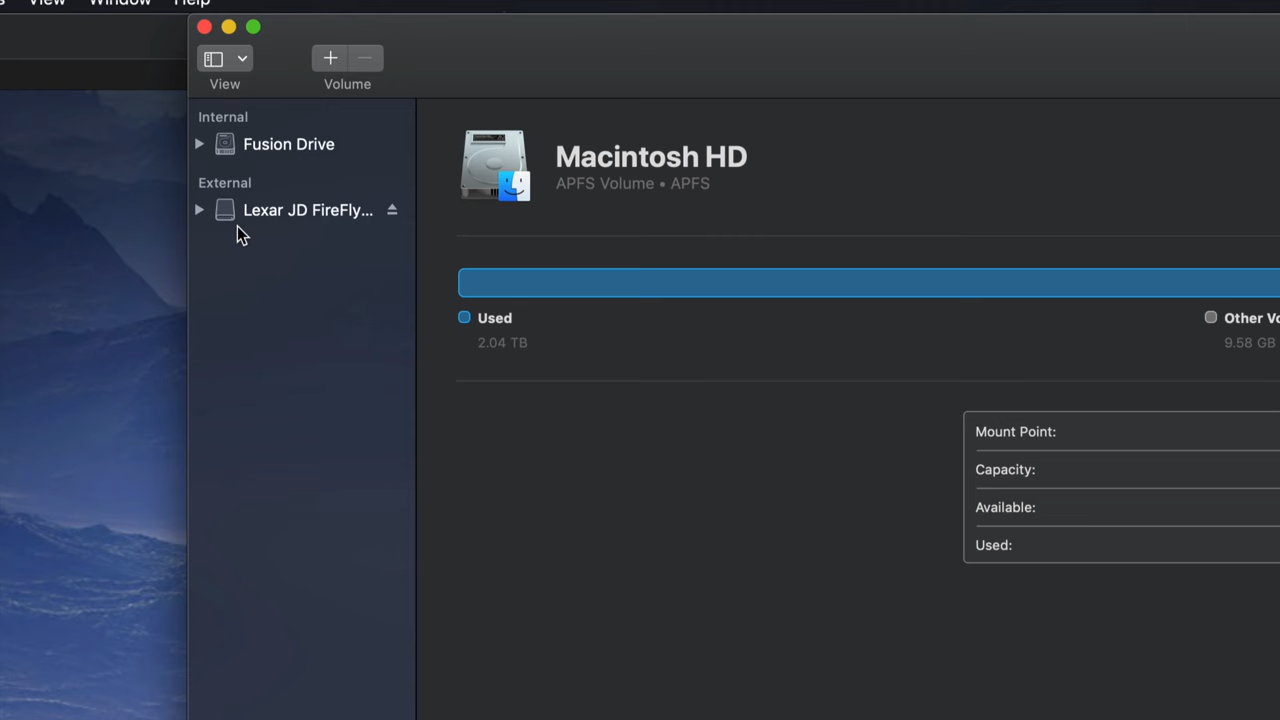 View Window Help
View
Volume
Internal
Fusion Drive
External
Lexar JD FireFly...
Macintosh HD
APFS Volume • APFS
Used
2.04 TB
Other Vo
9.58 GB
Mount Point:
Capacity:
Available:
Used: